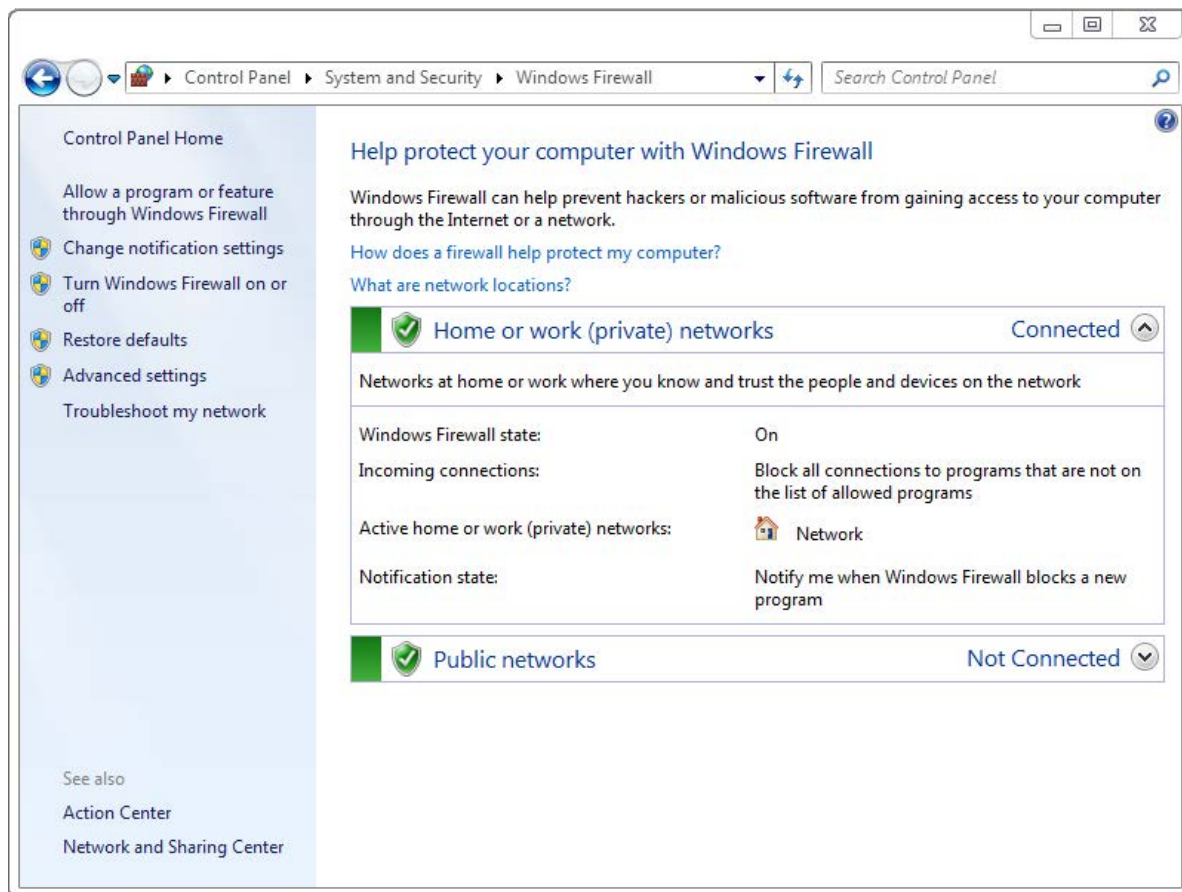 Control Panel ▸ System and Security ▸ Windows Firewall
Search Control Panel
Control Panel Home
Allow a program or feature
through Windows Firewall
Change notification settings
Turn Windows Firewall on or
off
Restore defaults
Advanced settings
Troubleshoot my network
See also
Action Center
Network and Sharing Center
Help protect your computer with Windows Firewall
Windows Firewall can help prevent hackers or malicious software from gaining access to your computer
through the Internet or a network.
How does a firewall help protect my computer?
What are network locations?
Home or work (private) networks Connected
Networks at home or work where you know and trust the people and devices on the network
Windows Firewall state: On
Incoming connections: Block all connections to programs that are not on
the list of allowed programs
Active home or work (private) networks: Network
Notification state: Notify me when Windows Firewall blocks a new
program
Public networks Not Connected